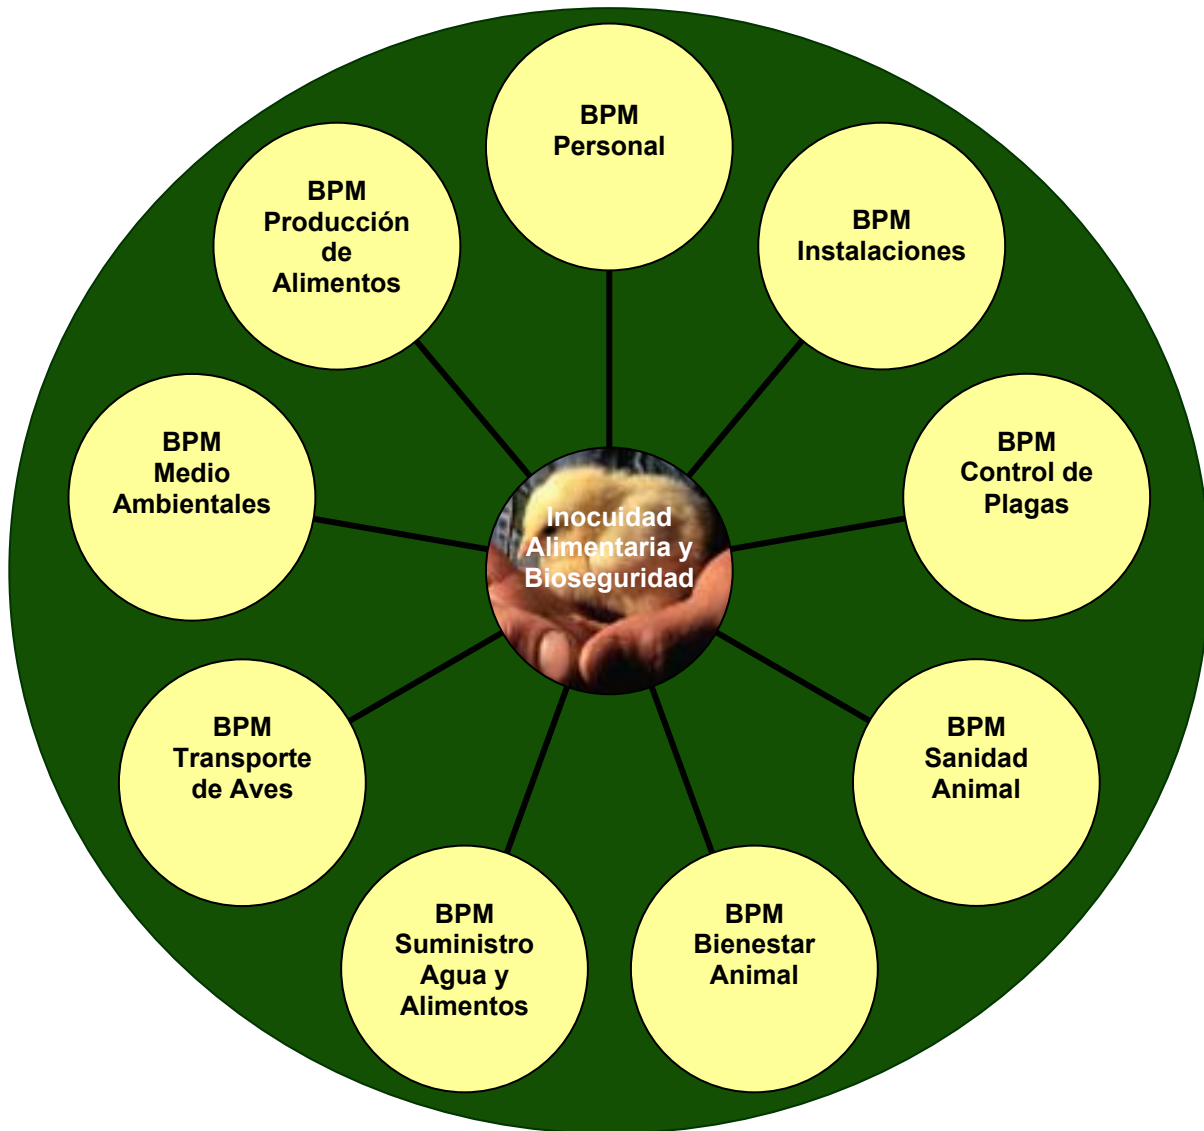 BPM
Personal
BPM
Instalaciones
BPM
Control de
Plagas
BPM
Sanidad
Animal
BPM
Bienestar
Animal
BPM
Suministro
Agua y
Alimentos
BPM
Transporte
de Aves
BPM
Medio
Ambientales
BPM
Producción
de
Alimentos
Inocuidad
Alimentaria y
Bioseguridad